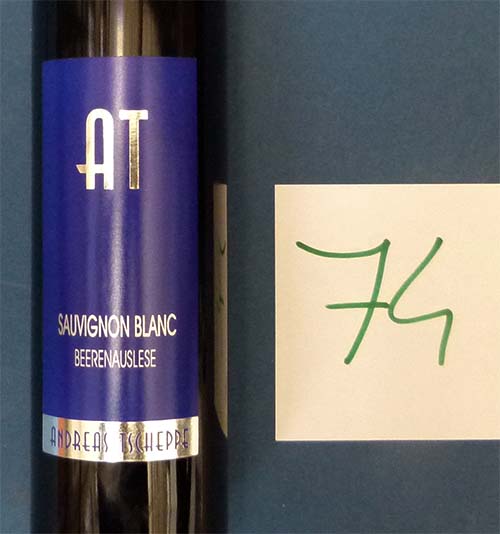 AT
SAUVIGNON BLANC
BEERENAUSLESE
ANDREAS TSCHEPPE
74